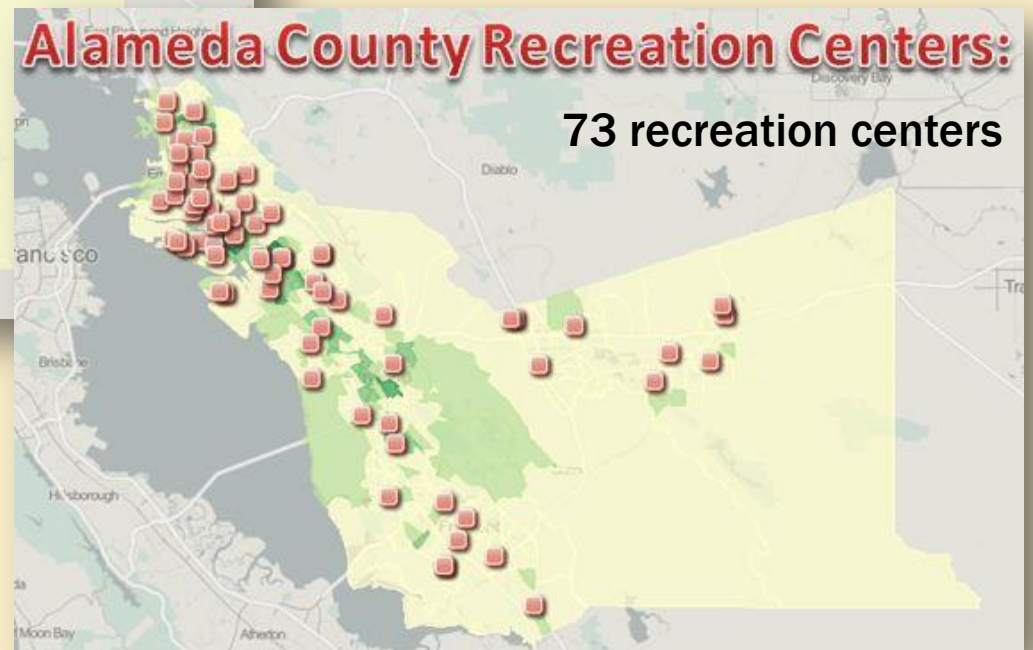 Alameda County Recreation Centers:
Discovery Bay
73 recreation centers
Diablo
Brisbane
Hillsborough
Moon Bay
Atherton